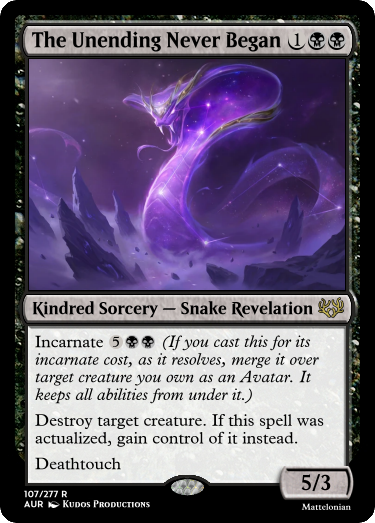 The Unending Never Began 1
Kindred Sorcery — Snake Revelation
Incarnate 5 (If you cast this for its
incarnate cost, as it resolves, merge it over
target creature you own as an Avatar. It
keeps all abilities from under it.)
Destroy target creature. If this spell was
actualized, gain control of it instead.
Deathtouch
5/3
107/277 R
AUR Kudos Productions
Mattelonian